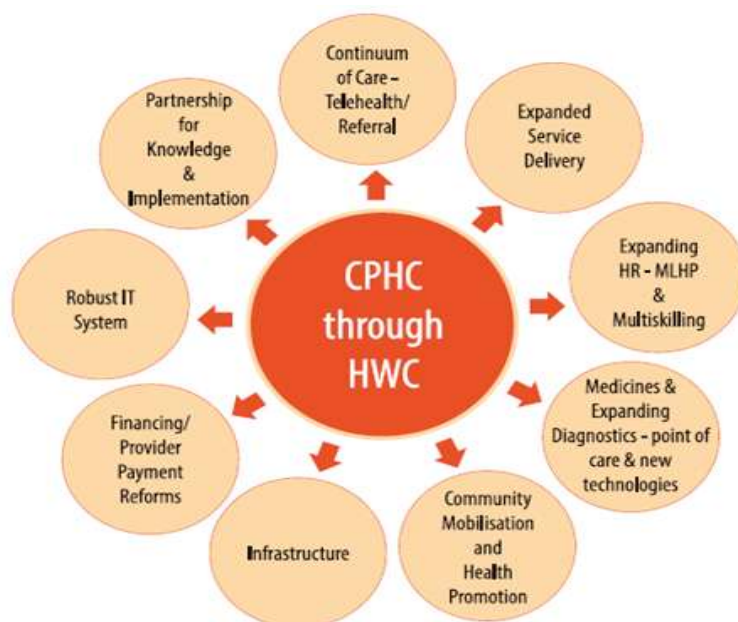 Continuum
of Care –
Telehealth/
Referral
Expanded
Service
Delivery
Expanding
HR - MLHP
&
Multiskilling
Medicines &
Expanding
Diagnostics - point of
care & new
technologies
Community
Mobilisation
and
Health
Promotion
Infrastructure
Financing/
Provider
Payment
Reforms
Robust IT
System
Partnership
for
Knowledge
&
Implementation
CPHC
through
HWC